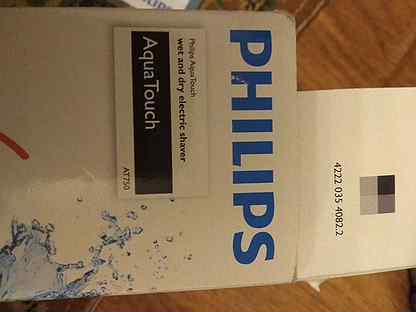 PHILIPS
Philips AquaTouch
wet and dry electric shaver
AquaTouch
AT750
4222 035 4082.2